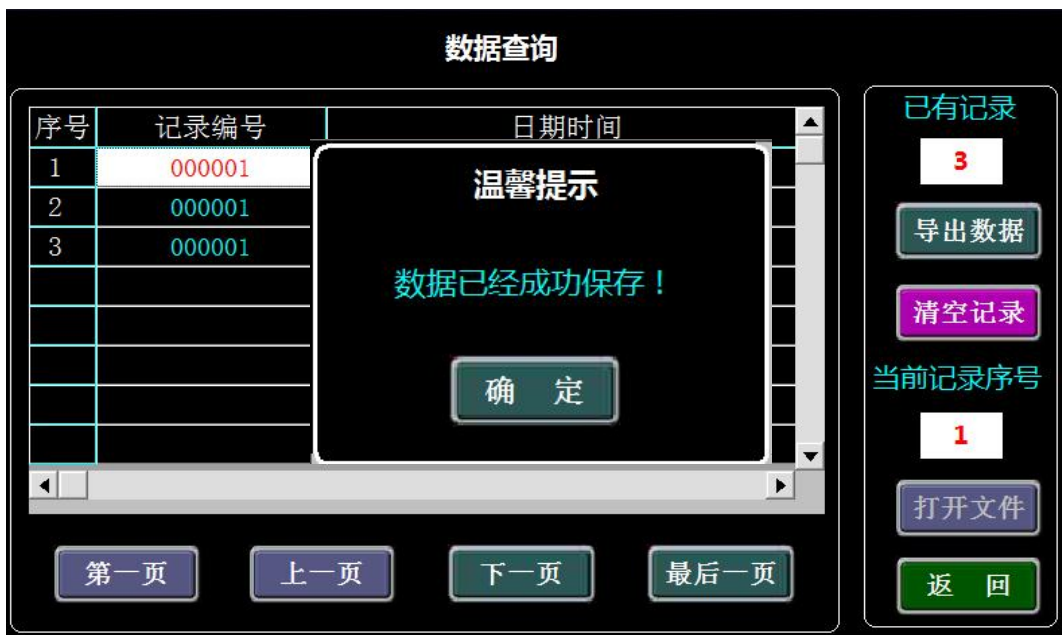 数据查询
序号 记录编号 日期时间
1 000001
2 000001
3 000001
温馨提示
数据已经成功保存！
确 定
第一页 上一页 下一页 最后一页
已有记录
3
导出数据
清空记录
当前记录序号
1
打开文件
返 回